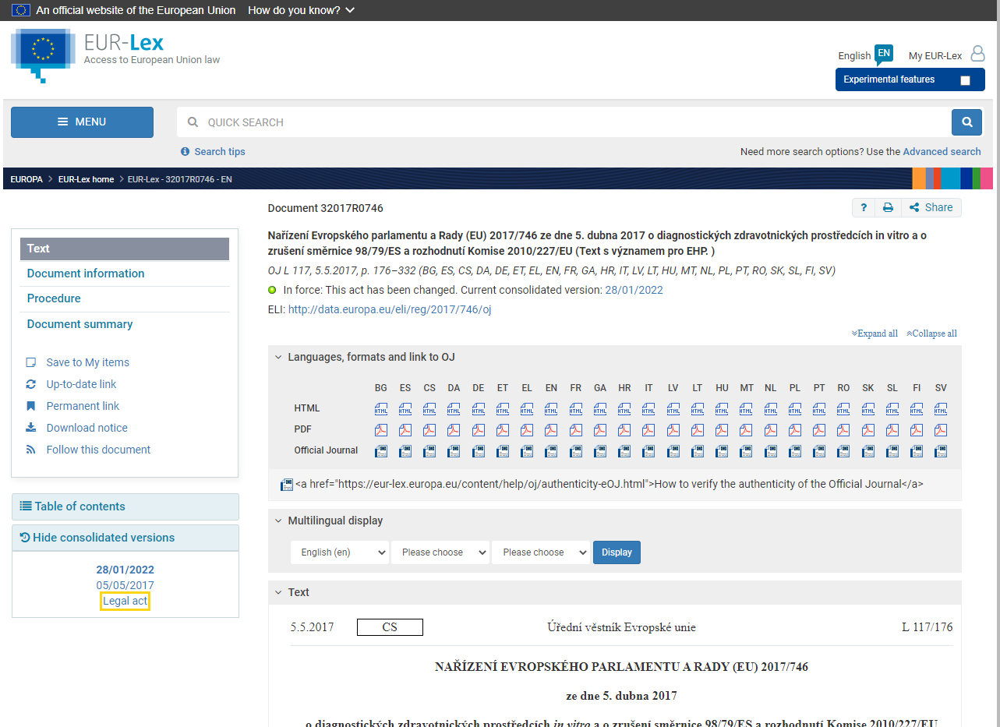 An official website of the European Union How do you know?
EUR-Lex
Access to European Union law
English EN My EUR-Lex
Experimental features
MENU
QUICK SEARCH
Search tips
Need more search options? Use the Advanced search
EUROPA > EUR-Lex home > EUR-Lex - 32017R0746 - EN
Document 32017R0746
? Share
Text
Document information
Procedure
Document summary
Save to My items
Up-to-date link
Permanent link
Download notice
Follow this document
Table of contents
Hide consolidated versions
28/01/2022
05/05/2017
Legal act
Nařízení Evropského parlamentu a Rady (EU) 2017/746 ze dne 5. dubna 2017 o diagnostických zdravotnických prostředcích in vitro a o
zrušení směrnice 98/79/ES a rozhodnutí Komise 2010/227/EU (Text s významem pro EHP. )
OJ L 117, 5.5.2017, p. 176–332 (BG, ES, CS, DA, DE, ET, EL, EN, FR, GA, HR, IT, LV, LT, HU, MT, NL, PL, PT, RO, SK, SL, FI, SV)
In force: This act has been changed. Current consolidated version: 28/01/2022
ELI: http://data.europa.eu/eli/reg/2017/746/oj
Expand all Collapse all
Languages, formats and link to OJ
BG ES CS DA DE ET EL EN FR GA HR IT LV LT HU MT NL PL PT RO SK SL FI SV
HTML HTML HTML HTML HTML HTML HTML HTML HTML HTML HTML HTML HTML HTML HTML HTML HTML HTML HTML HTML HTML HTML HTML HTML HTML
PDF
Official Journal
<a href="https://eur-lex.europa.eu/content/help/oj/authenticity-eOJ.html">How to verify the authenticity of the Official Journal</a>
Multilingual display
English (en) Please choose Please choose Display
Text
5.5.2017 CS Úřední věstník Evropské unie L 117/176
NAŘÍZENÍ EVROPSKÉHO PARLAMENTU A RADY (EU) 2017/746
ze dne 5. dubna 2017
o diagnostických zdravotnických prostředcích in vitro a o zrušení směrnice 98/79/ES a rozhodnutí Komise 2010/227/EU